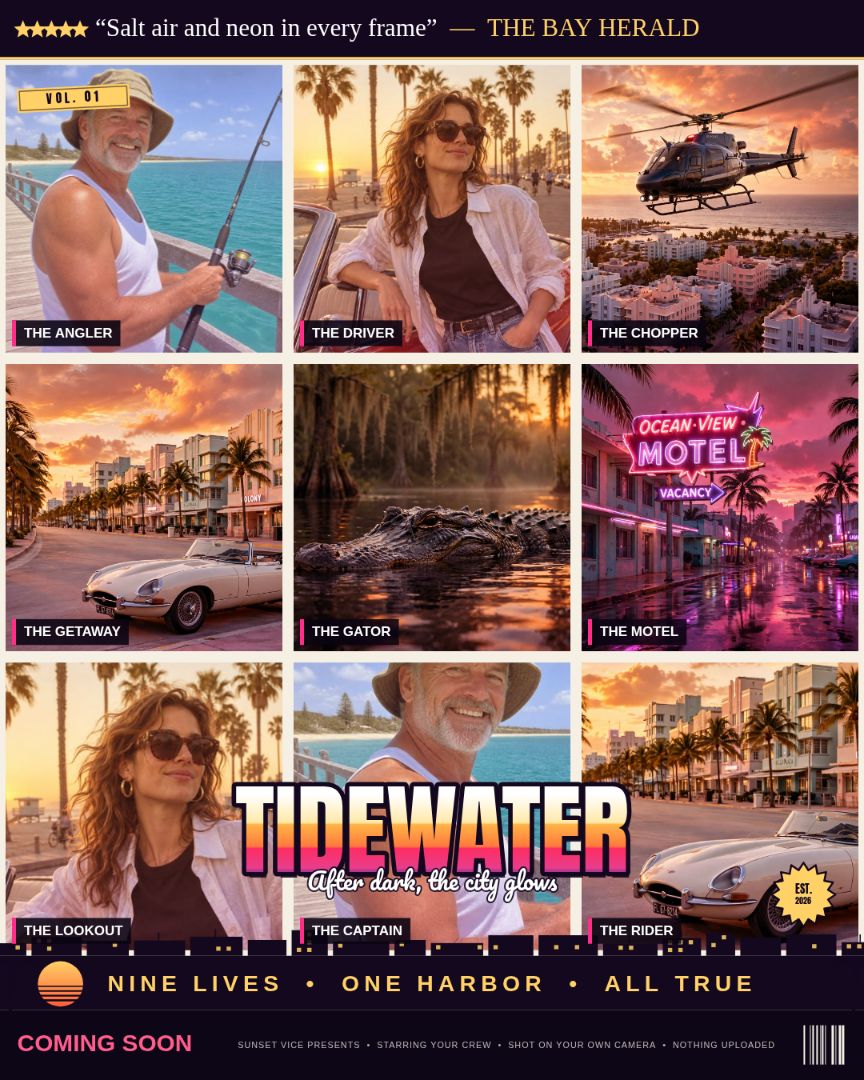 ★★★★★ “Salt air and neon in every frame” — THE BAY HERALD
VOL. 01
THE ANGLER
THE DRIVER
THE CHOPPER
COLONY
OCEAN-VIEW
MOTEL
VACANCY
THE GETAWAY
THE GATOR
THE MOTEL
TIDEWATER
After dark, the city glows
EST.
2026
THE LOOKOUT
THE CAPTAIN
THE RIDER
NINE LIVES • ONE HARBOR • ALL TRUE
COMING SOON
SUNSET VICE PRESENTS • STARRING YOUR CREW • SHOT ON YOUR OWN CAMERA • NOTHING UPLOADED